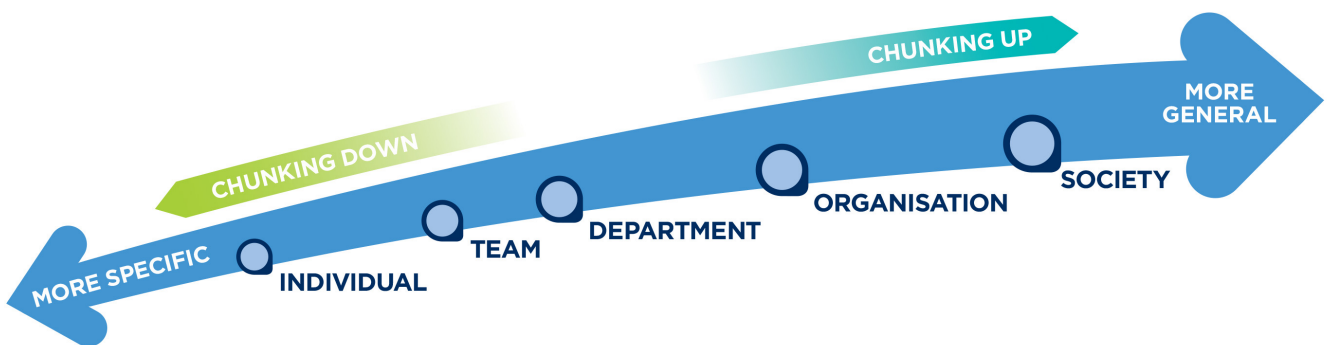 CHUNKING UP
MORE
GENERAL
CHUNKING DOWN
SOCIETY
ORGANISATION
DEPARTMENT
TEAM
MORE SPECIFIC
INDIVIDUAL